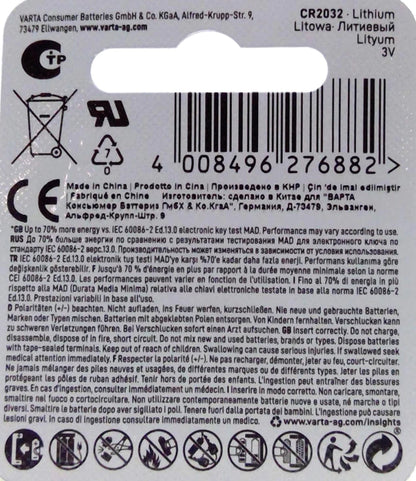 VARTA Consumer Batteries GmbH & Co. KGaA, Alfred-Krupp-Str. 9,
73479 Ellwangen, www.varta-ag.com
CR2032 · Lithium
Litowa · Литиевый
Lityum
3V
4 008496 276882 >
7
0
CE
Made in China | Prodotto in Cina | Произведено в КНР | Çin 'de imal edilmiştir
Fabriqué en Chine | Изготовитель: сделано в Китае для "ВАРТА
Консьюмер Баттериз ГмбХ & Ко.КгаА", Германия, Д-73479, Эльванген,
Альфред-Крупп-Штр. 9
*GB Up to 70% more energy vs. IEC 60086-2 Ed.13.0 electronic key test MAD. Performance may vary according to use.
RUS До 70% больше энергии по сравнению с результатами тестирования MAD для электронного ключа по
стандарту IEC 60086-2 версия 13.0. Продолжительность работы может изменяться в зависимости от условия использования.
TR IEC 60086-2 Ed.13.0 elektronik tuş testi MAD'ye karşı %70'e kadar daha fazla enerji. Performans kullanıma göre
değişkenlik gösterebilir. F Jusqu'à 70 % d'énergie en plus par rapport à la durée moyenne minimale selon la norme
CEI 60086-2 Ed.13.0. Les performances peuvent varier en fonction de l'utilisation. I Fino al 70% di energia in più
rispetto alla MAD (Durata Media Minima) relativa alle chiavi elettroniche testate in base alla norma IEC 60086-2
Ed.13.0. Prestazioni variabili in base all'uso.
D Polaritäten (+/-) beachten. Nicht aufladen, ins Feuer werfen, kurzschließen. Nie neue und gebrauchte Batterien,
Marken oder Typen mischen. Batterien mit abgeklebten Polen entsorgen. Von Kindern fernhalten. Verschlucken kann
zu schweren Verletzungen führen. Bei Verschlucken sofort einen Arzt aufsuchen. GB Insert correctly. Do not charge,
disassemble, dispose of in fire, short circuit. Do not mix new and used batteries, brands or types. Dispose batteries
with tape-sealed terminals. Keep out of reach of children. Swallowing can cause serious injuries. If swallowed seek
medical attention immediately. F Respecter la polarité (+/-). Ne pas recharger, démonter, jeter au feu, court-circuiter.
Ne jamais mélanger des piles neuves et usagées, de différentes marques ou de différents types. Jeter les piles en
protégeant les pôles de ruban adhésif. Tenir hors de portée des enfants. L'ingestion peut entraîner des blessures
graves. En cas d'ingestion, consulter immédiatement un médecin. I Inserire in modo corretto. Non caricare, smontare,
smaltire nel fuoco o cortocircuitare. Non utilizzare contemporaneamente batterie nuove e usate, né marche o tipi
diversi. Smaltire le batterie dopo aver sigillato i poli. Tenere fuori dalla portata dei bambini. L'ingestione può causare
lesioni gravi. In caso di ingestione consultare immediatamente un medico. www.varta-ag.com/insights